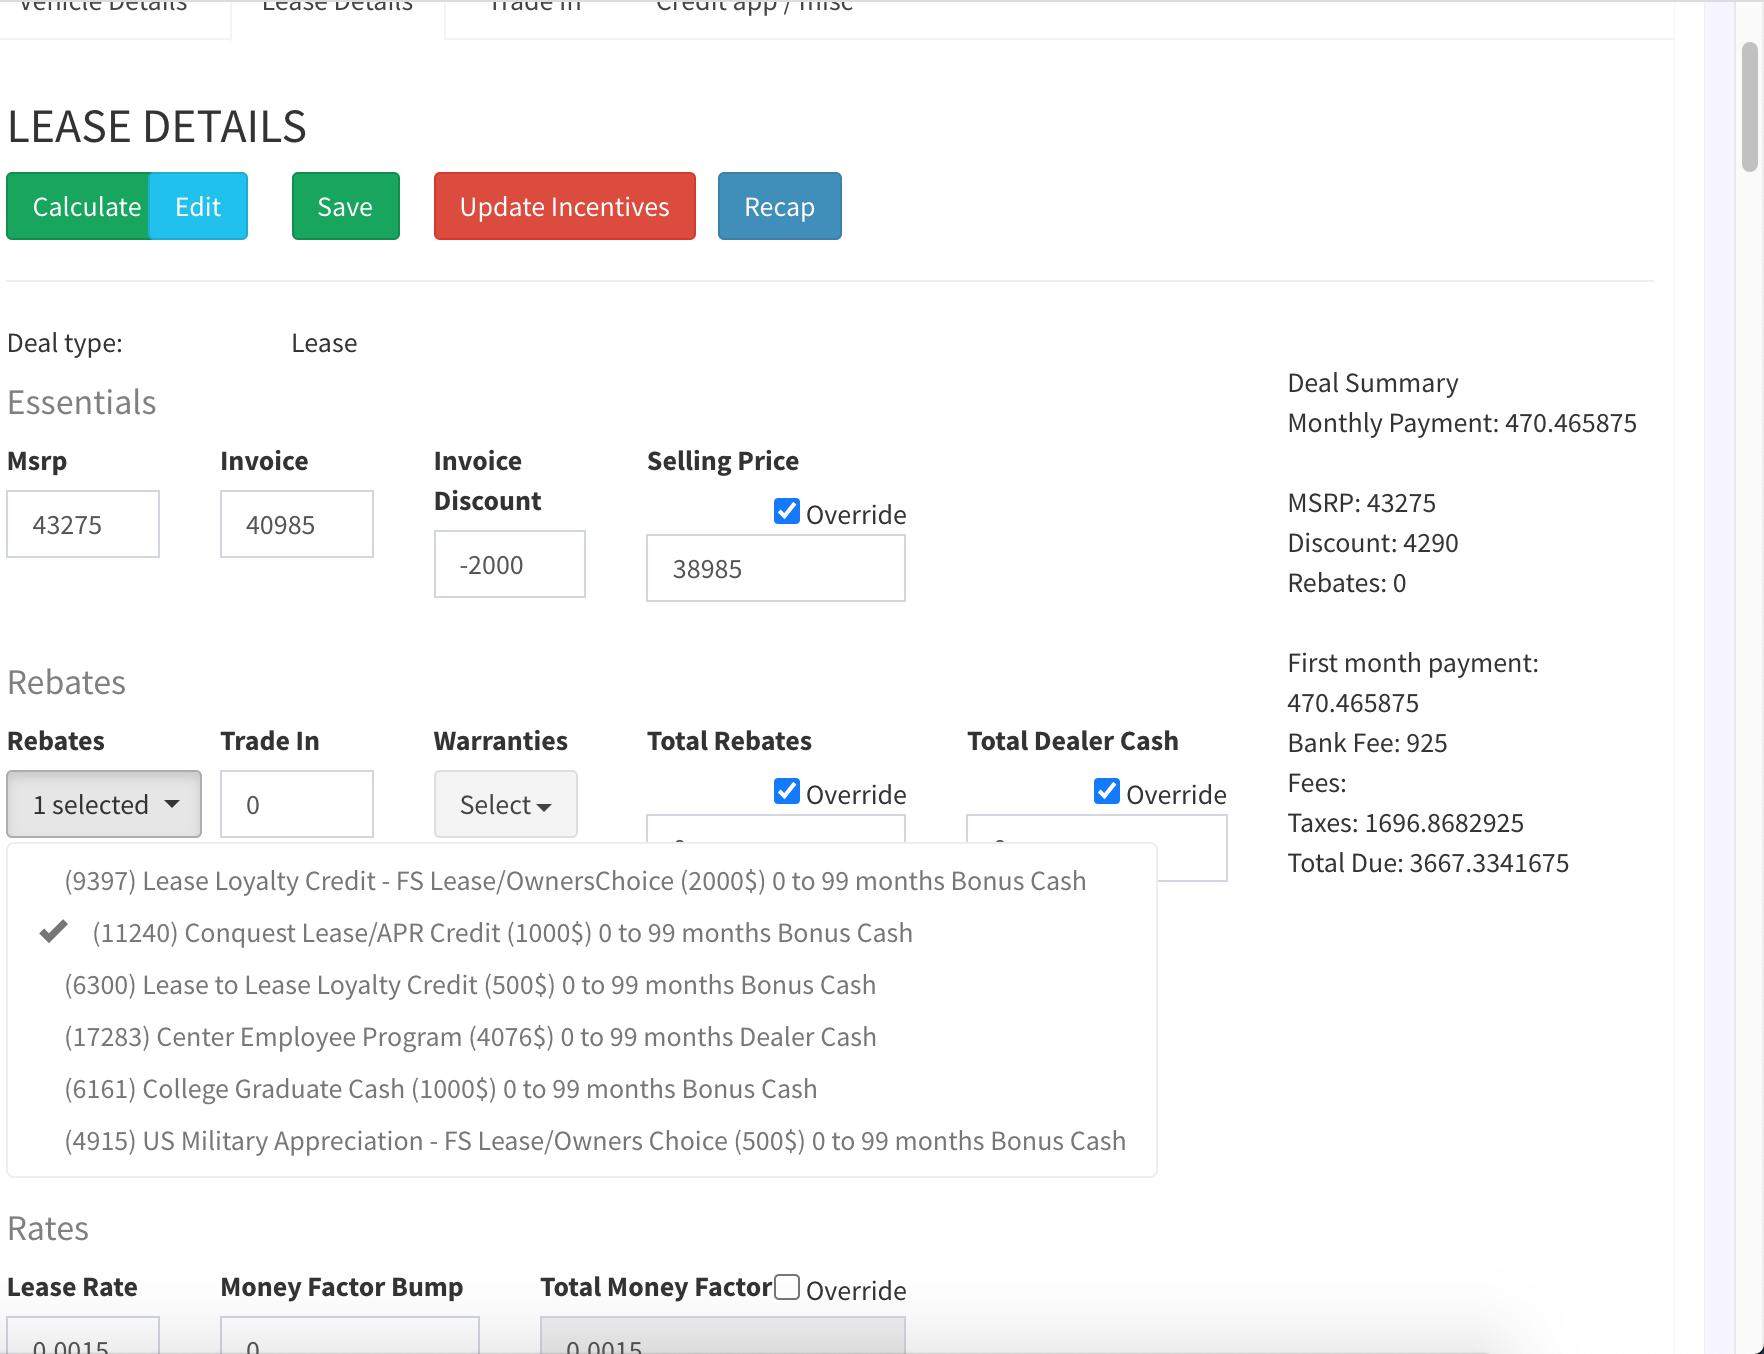 Vehicle Details Lease Details Trade In Credit app / misc
LEASE DETAILS
Calculate Edit Save Update Incentives Recap
Deal type: Lease
Essentials
Msrp Invoice Invoice Discount Selling Price
Override
43275 40985 -2000 38985
Rebates
Rebates Trade In Warranties Total Rebates Total Dealer Cash
Override Override
1 selected 0 Select
(9397) Lease Loyalty Credit - FS Lease/OwnersChoice (2000$) 0 to 99 months Bonus Cash
(11240) Conquest Lease/APR Credit (1000$) 0 to 99 months Bonus Cash
(6300) Lease to Lease Loyalty Credit (500$) 0 to 99 months Bonus Cash
(17283) Center Employee Program (4076$) 0 to 99 months Dealer Cash
(6161) College Graduate Cash (1000$) 0 to 99 months Bonus Cash
(4915) US Military Appreciation - FS Lease/Owners Choice (500$) 0 to 99 months Bonus Cash
Rates
Lease Rate Money Factor Bump Total Money Factor Override
0.0015 0 0.0015
Deal Summary
Monthly Payment: 470.465875
MSRP: 43275
Discount: 4290
Rebates: 0
First month payment:
470.465875
Bank Fee: 925
Fees:
Taxes: 1696.8682925
Total Due: 3667.3341675